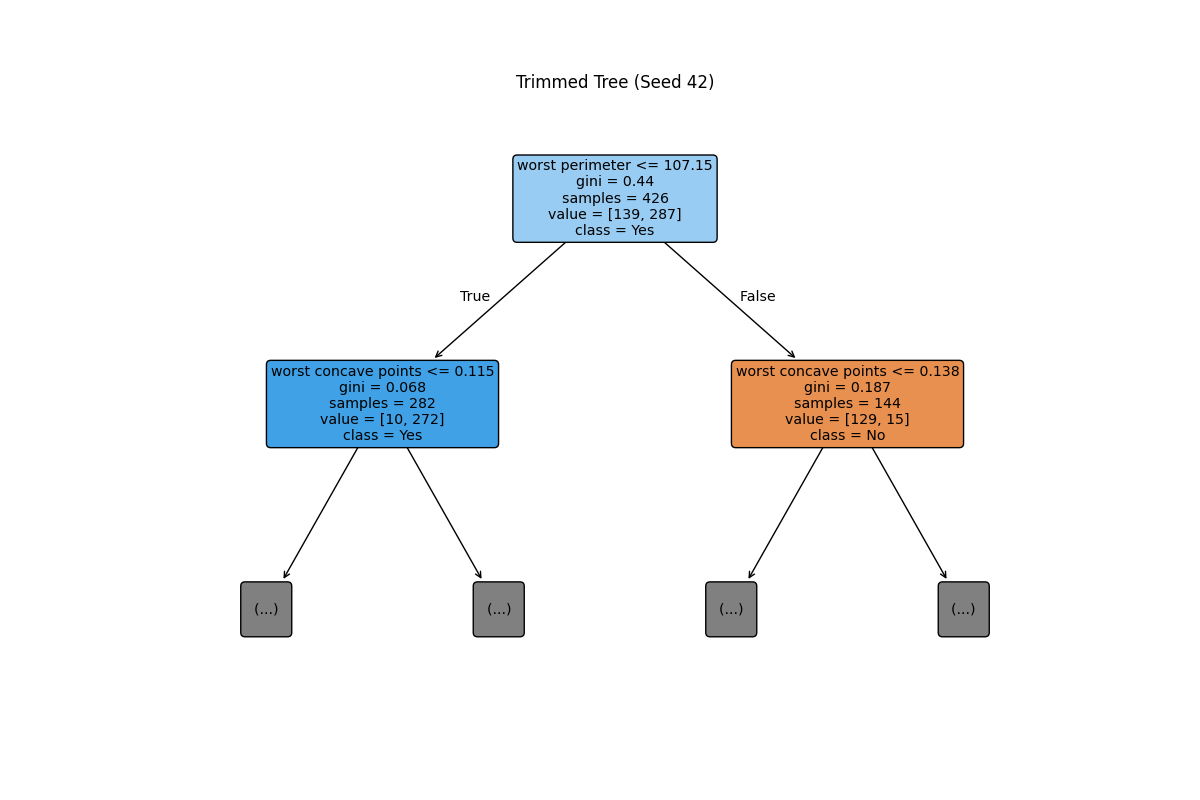 Trimmed Tree (Seed 42)
worst perimeter <= 107.15
gini = 0.44
samples = 426
value = [139, 287]
class = Yes
True
False
worst concave points <= 0.115
gini = 0.068
samples = 282
value = [10, 272]
class = Yes
worst concave points <= 0.138
gini = 0.187
samples = 144
value = [129, 15]
class = No
(...)
(...)
(...)
(...)